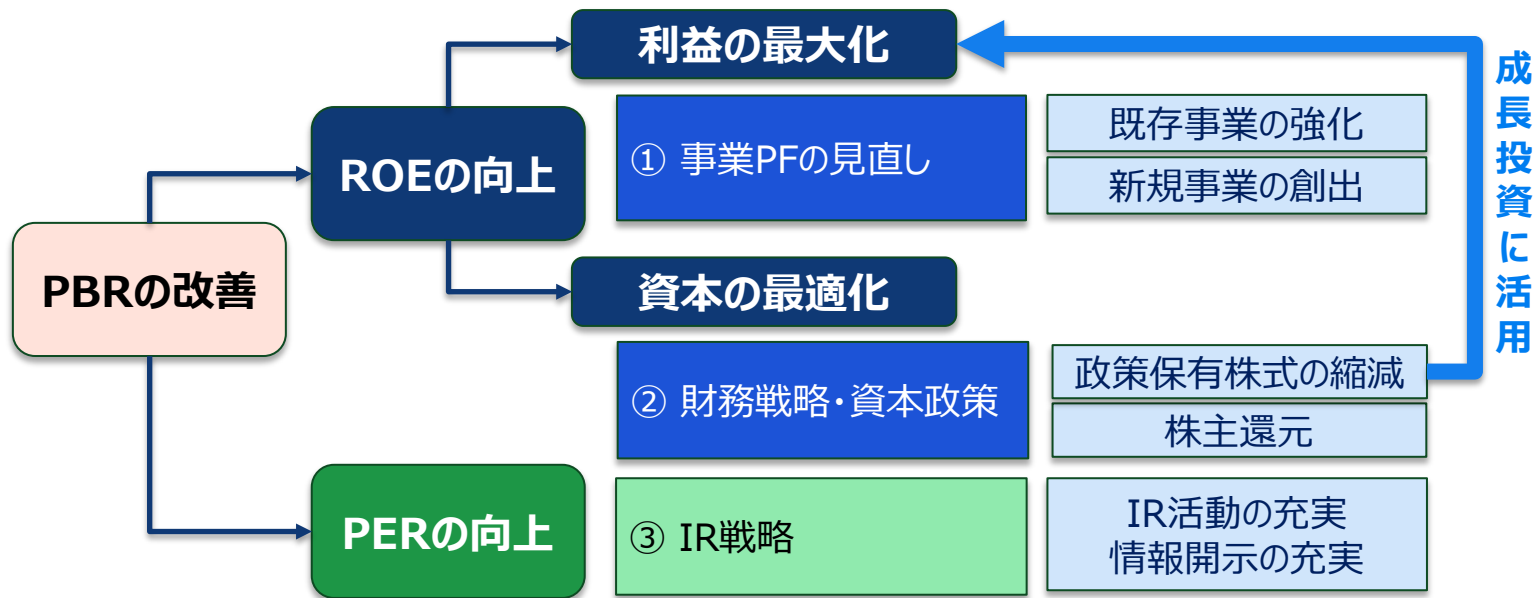 利益の最大化
成長投資に活用
ROEの向上
① 事業PFの見直し
既存事業の強化
新規事業の創出
PBRの改善
資本の最適化
② 財務戦略・資本政策
政策保有株式の縮減
株主還元
PERの向上
③ IR戦略
IR活動の充実
情報開示の充実